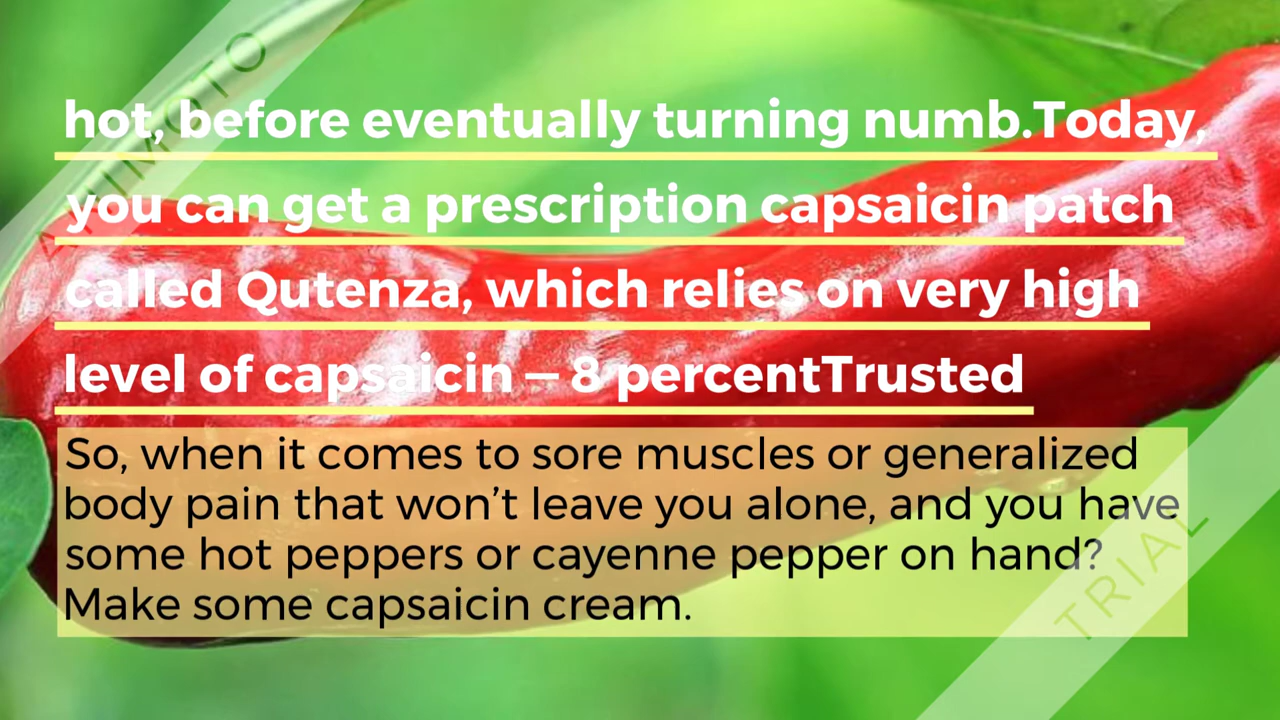 ANIMOTO
hot, before eventually turning numb.Today,
you can get a prescription capsaicin patch
called Qutenza, which relies on very high
level of capsaicin — 8 percentTrusted
So, when it comes to sore muscles or generalized
body pain that won’t leave you alone, and you have
some hot peppers or cayenne pepper on hand?
Make some capsaicin cream.
TRIAL